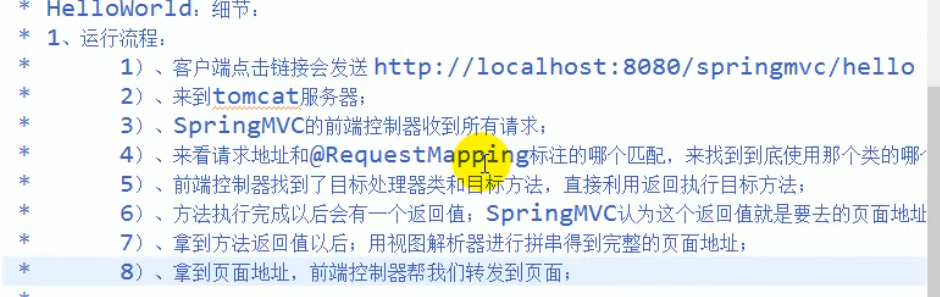 * HelloWorld：细节：
* 1、运行流程：
* 1）、客户端点击链接会发送 http://localhost:8080/springmvc/hello
* 2）、来到tomcat服务器；
* 3）、SpringMVC的前端控制器收到所有请求；
* 4）、来看请求地址和@RequestMapping标注的哪个匹配，来找到到底使用那个类的哪个
* 5）、前端控制器找到了目标处理器类和目标方法，直接利用返回执行目标方法；
* 6）、方法执行完成以后会有一个返回值；SpringMVC认为这个返回值就是要去的页面地址
* 7）、拿到方法返回值以后；用视图解析器进行拼串得到完整的页面地址；
* 8）、拿到页面地址，前端控制器帮我们转发到页面；
*